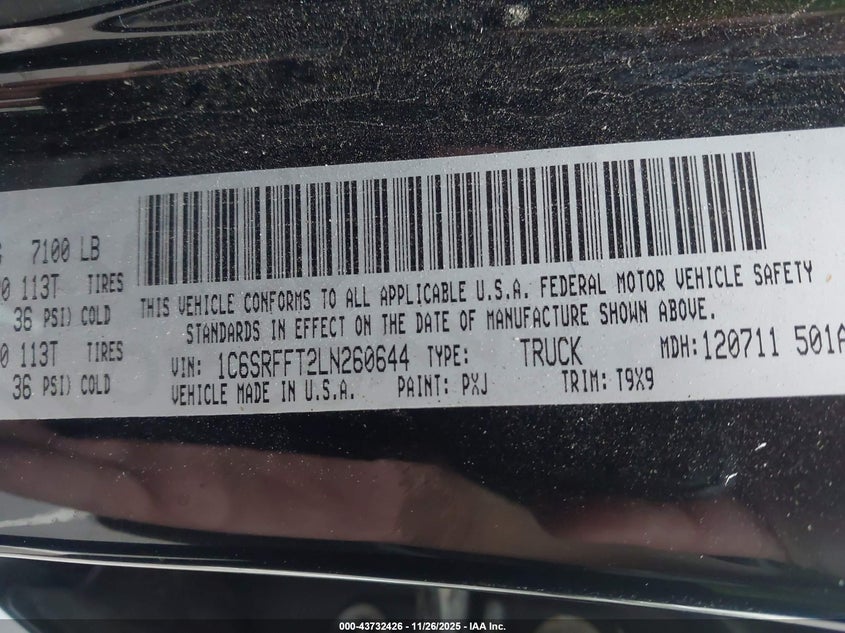 7100 LB
113T TIRES
36 PSI) COLD
113T TIRES
36 PSI) COLD
THIS VEHICLE CONFORMS TO ALL APPLICABLE U.S.A. FEDERAL MOTOR VEHICLE SAFETY
STANDARDS IN EFFECT ON THE DATE OF MANUFACTURE SHOWN ABOVE.
VIN: 1C6SRFFT2LN260644 TYPE: TRUCK MDH: 120711 501A
VEHICLE MADE IN U.S.A. PAINT: PXJ TRIM: T9X9
000-43732426 - 11/26/2025 - IAA Inc.